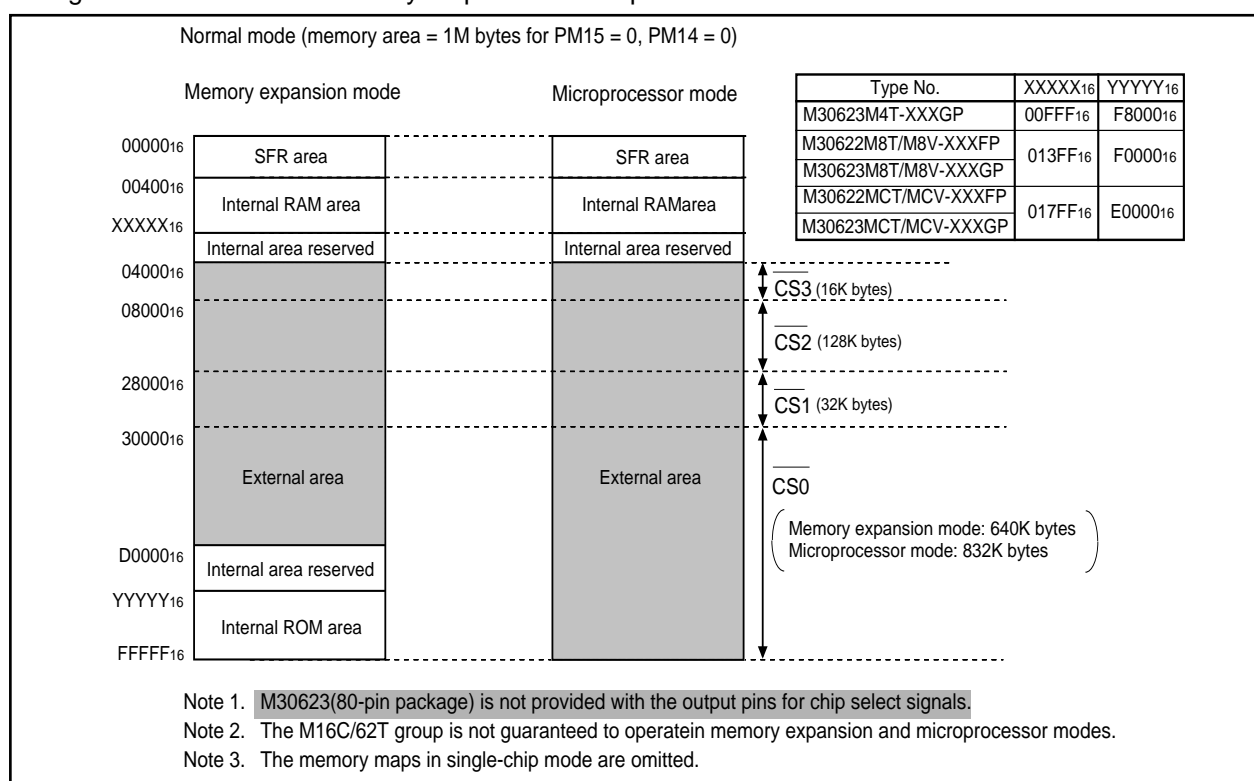 Normal mode (memory area = 1M bytes for PM15 = 0, PM14 = 0)
Memory expansion mode
Microprocessor mode
Type No. XXXXX16 YYYYY16
M30623M4T-XXXGP 00FFF16 F800016
M30622M8T/M8V-XXXFP 013FF16 F000016
M30623M8T/M8V-XXXGP
M30622MCT/MCV-XXXFP 017FF16 E000016
M30623MCT/MCV-XXXGP
0000016
SFR area SFR area
0040016
Internal RAM area Internal RAMarea
XXXXX16
Internal area reserved Internal area reserved
0400016
CS3 (16K bytes)
0800016
CS2 (128K bytes)
2800016
CS1 (32K bytes)
3000016
External area External area
CS0
Memory expansion mode: 640K bytes
Microprocessor mode: 832K bytes
D000016
Internal area reserved
YYYYY16
Internal ROM area
FFFFF16
Note 1. M30623(80-pin package) is not provided with the output pins for chip select signals.
Note 2. The M16C/62T group is not guaranteed to operatein memory expansion and microprocessor modes.
Note 3. The memory maps in single-chip mode are omitted.